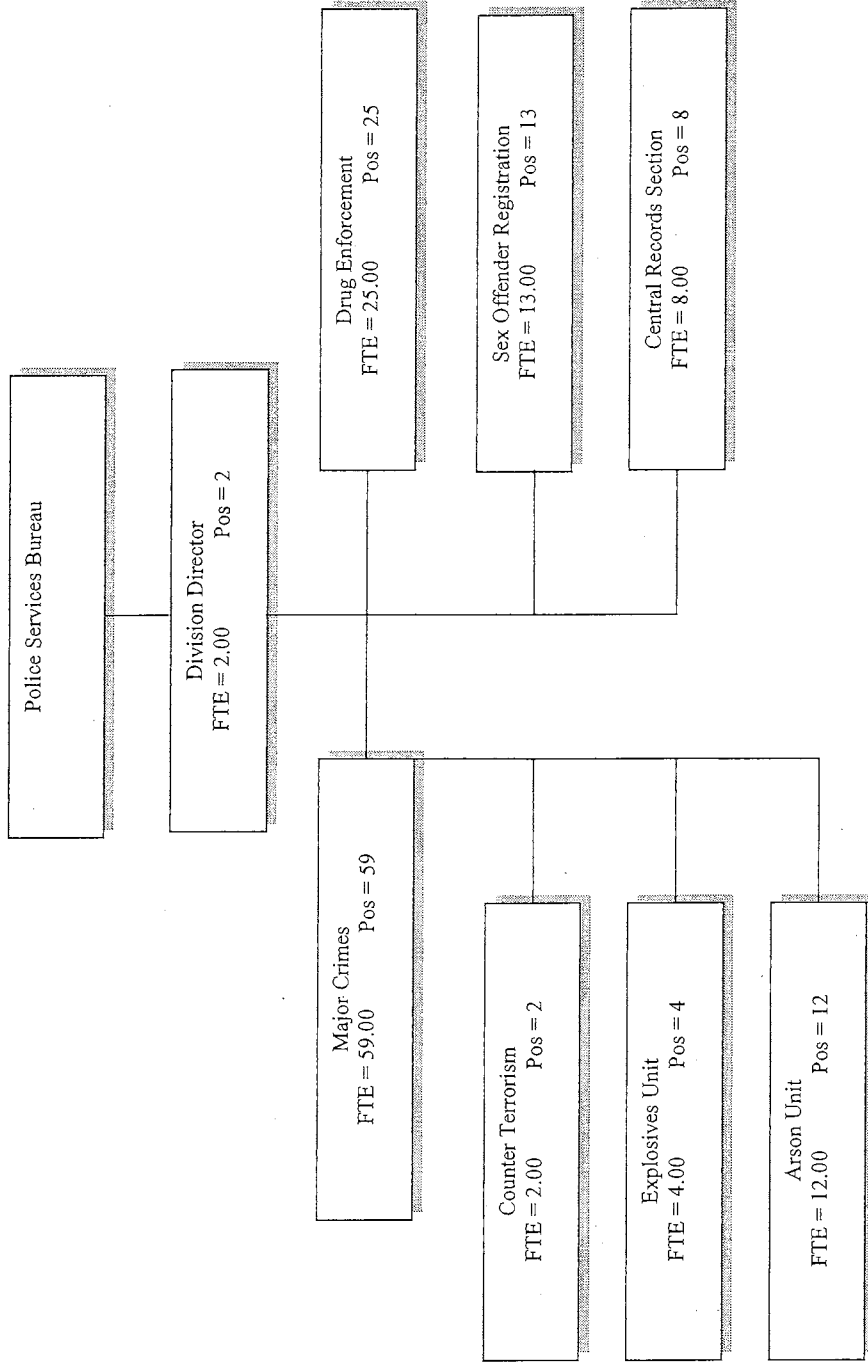 Police Services Bureau
Division Director
FTE = 2.00 Pos = 2
Major Crimes
FTE = 59.00 Pos = 59
Drug Enforcement
FTE = 25.00 Pos = 25
Counter Terrorism
FTE = 2.00 Pos = 2
Sex Offender Registration
FTE = 13.00 Pos = 13
Explosives Unit
FTE = 4.00 Pos = 4
Central Records Section
FTE = 8.00 Pos = 8
Arson Unit
FTE = 12.00 Pos = 12